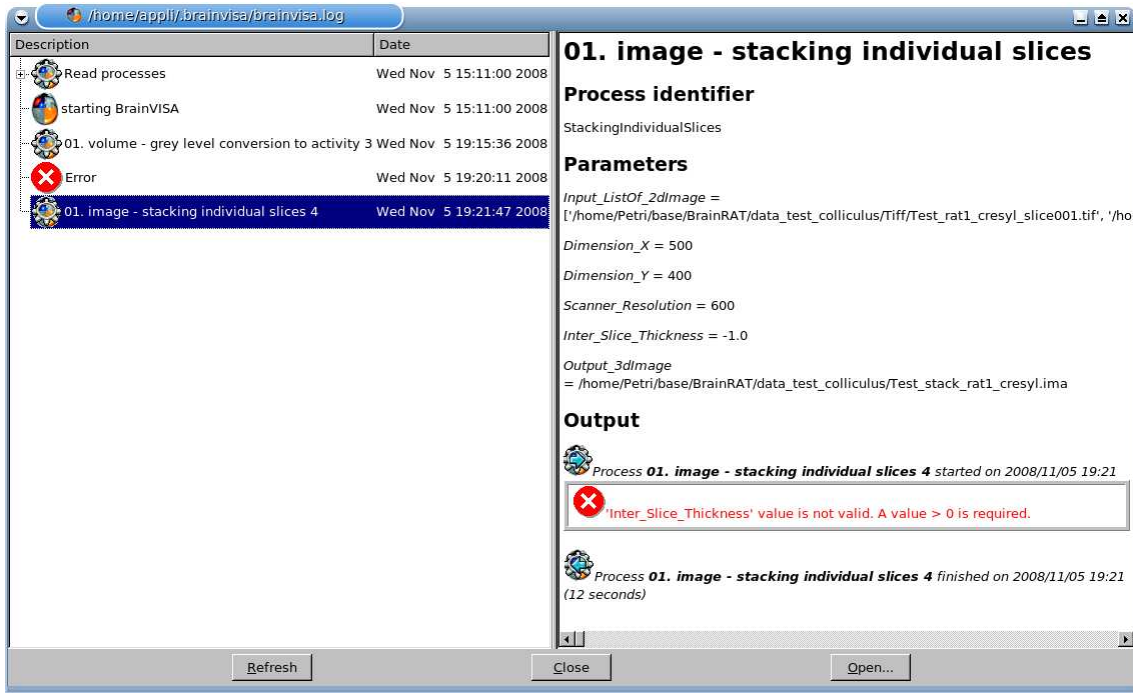 /home/appli/.brainvisa/brainvisa.log
Description Date
Read processes Wed Nov 5 15:11:00 2008
starting BrainVISA Wed Nov 5 15:11:00 2008
01. volume - grey level conversion to activity 3 Wed Nov 5 19:15:36 2008
Error Wed Nov 5 19:20:11 2008
01. image - stacking individual slices 4 Wed Nov 5 19:21:47 2008
01. image - stacking individual slices
Process identifier
StackingIndividualSlices
Parameters
Input_ListOf_2dImage =
['/home/Petri/base/BrainRAT/data_test_colliculus/Tiff/Test_rat1_cresyl_slice001.tif', '/ho
Dimension_X = 500
Dimension_Y = 400
Scanner_Resolution = 600
Inter_Slice_Thickness = -1.0
Output_3dImage
= /home/Petri/base/BrainRAT/data_test_colliculus/Test_stack_rat1_cresyl.ima
Output
Process 01. image - stacking individual slices 4 started on 2008/11/05 19:21
'Inter_Slice_Thickness' value is not valid. A value > 0 is required.
Process 01. image - stacking individual slices 4 finished on 2008/11/05 19:21
(12 seconds)
Refresh Close Open...